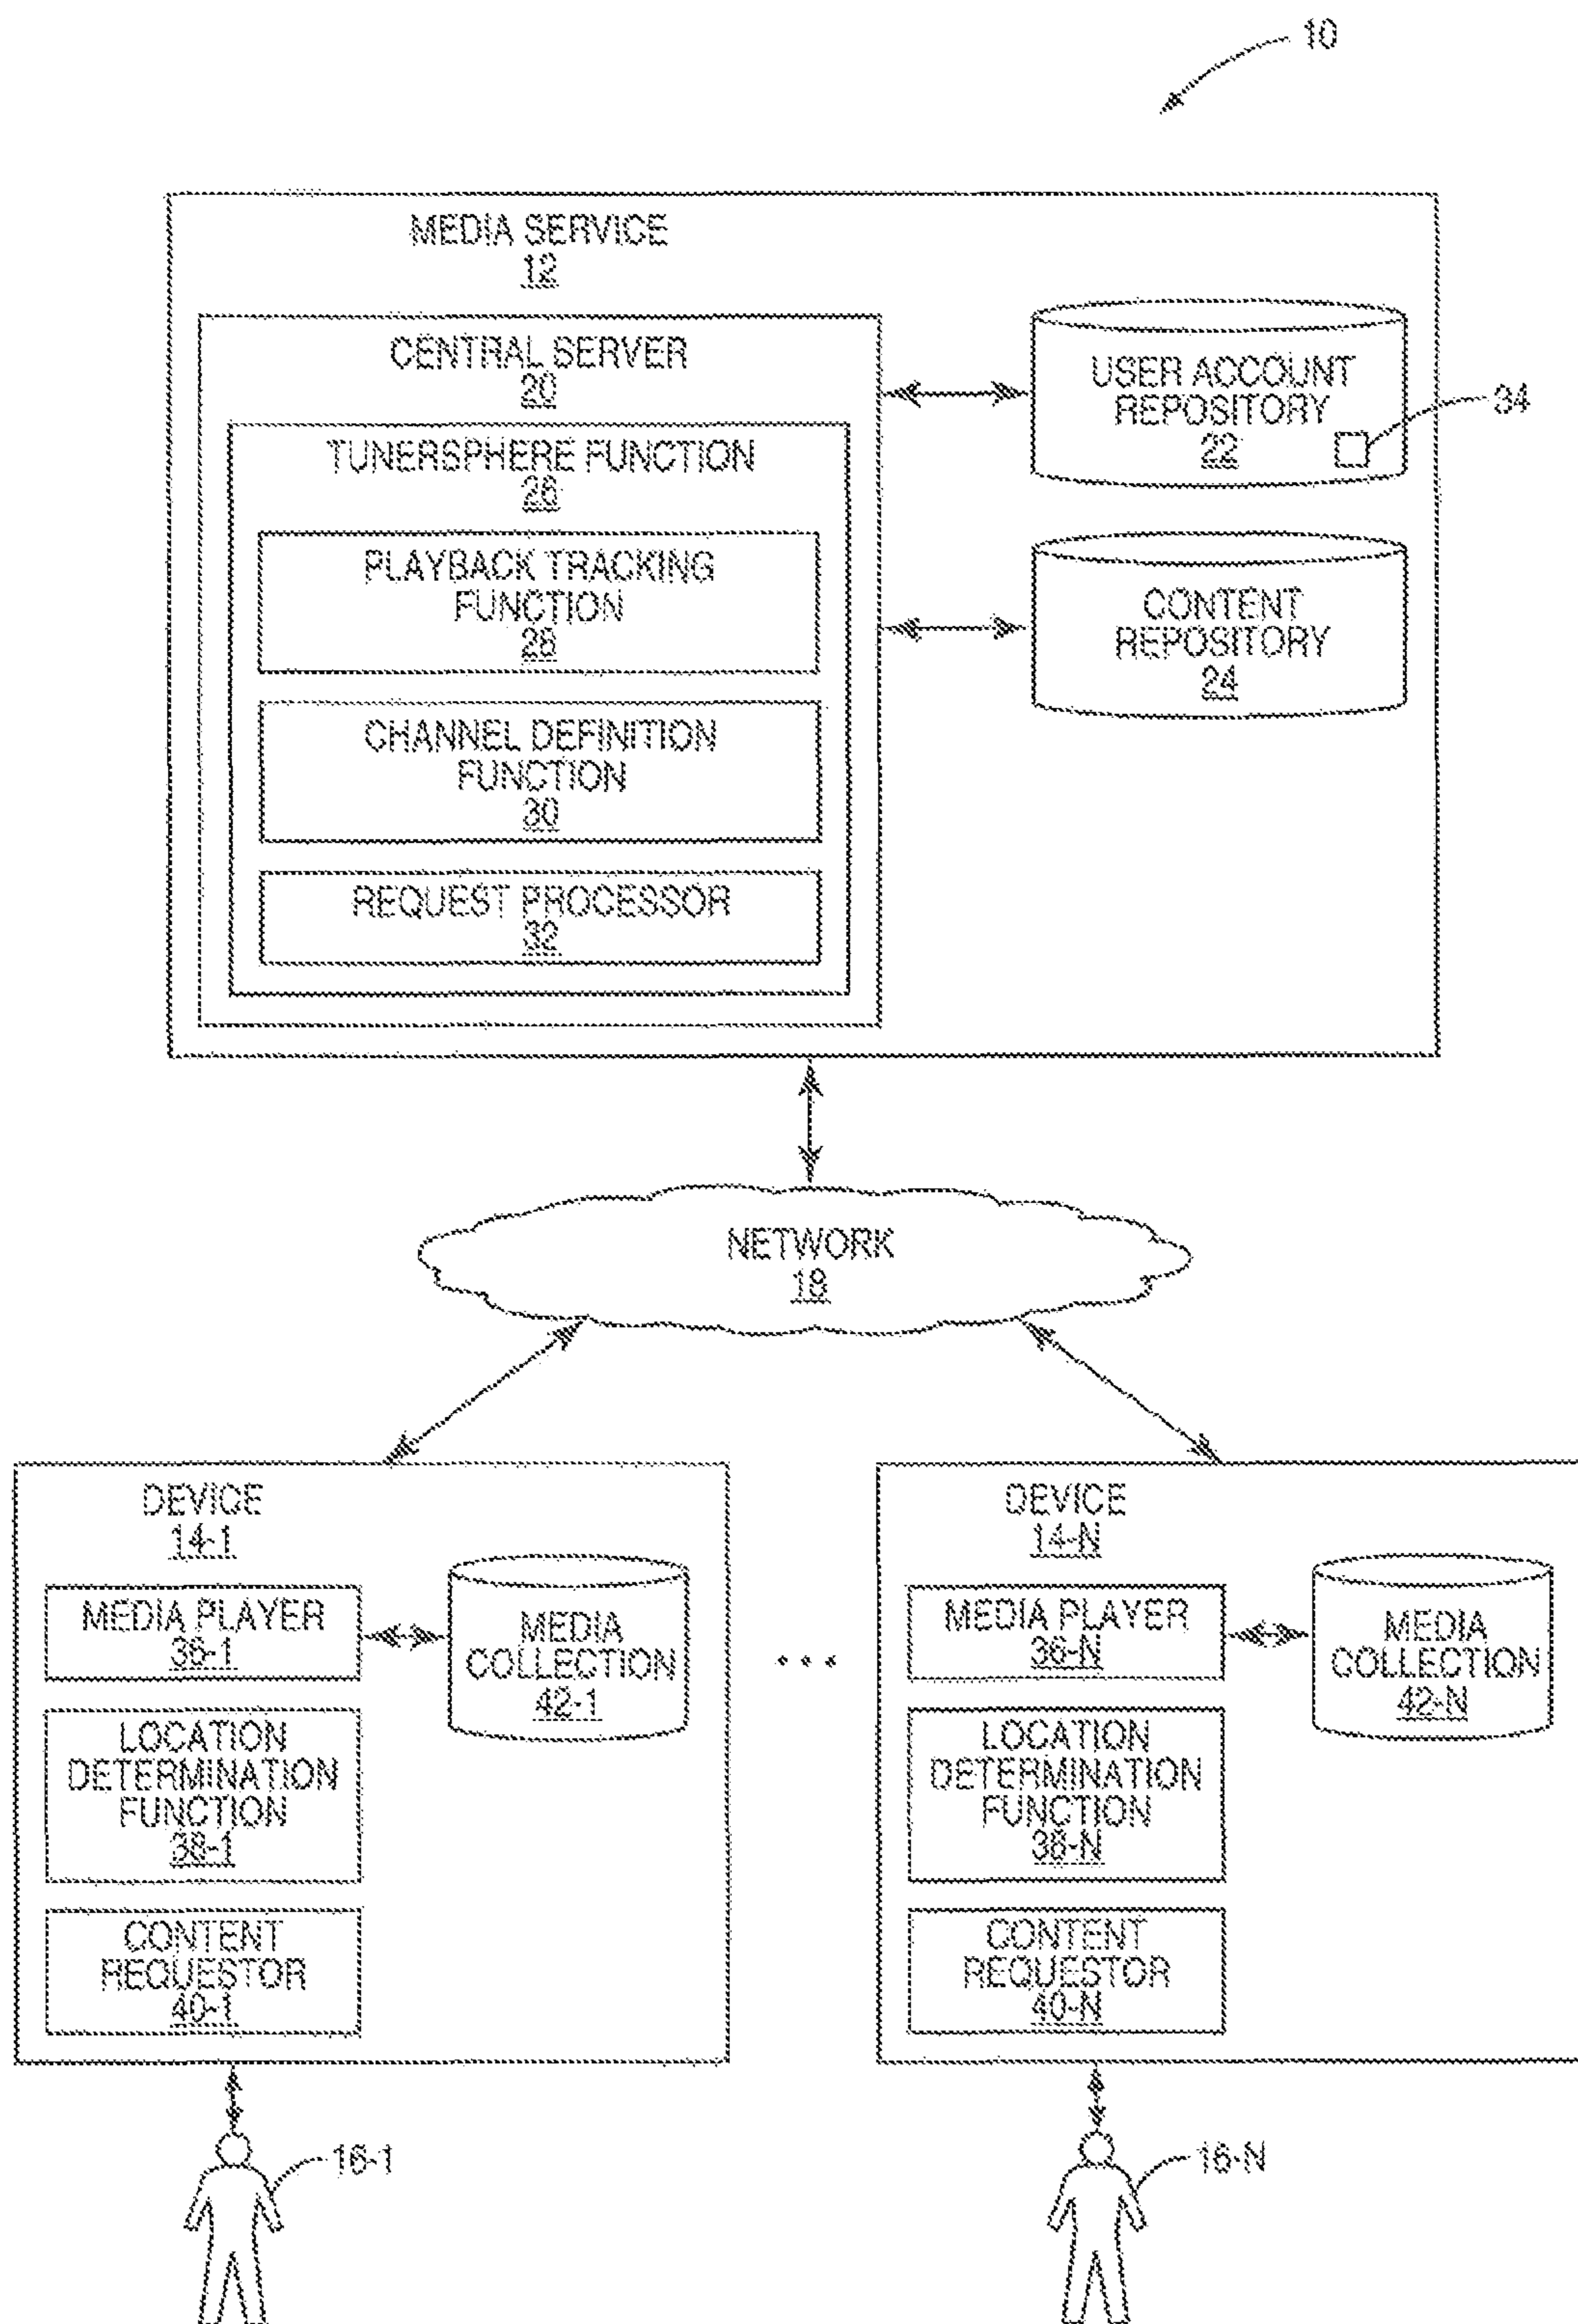 10
MEDIA SERVICE
12
CENTRAL SERVER
20
TUNERSPHERE FUNCTION
26
PLAYBACK TRACKING
FUNCTION
28
CHANNEL DEFINITION
FUNCTION
30
REQUEST PROCESSOR
32
USER ACCOUNT
REPOSITORY
22
34
CONTENT
REPOSITORY
24
NETWORK
18
DEVICE
14-1
MEDIA PLAYER
36-1
MEDIA
COLLECTION
42-1
LOCATION
DETERMINATION
FUNCTION
38-1
CONTENT
REQUESTOR
40-1
16-1
...
DEVICE
14-N
MEDIA PLAYER
36-N
MEDIA
COLLECTION
42-N
LOCATION
DETERMINATION
FUNCTION
38-N
CONTENT
REQUESTOR
40-N
16-N